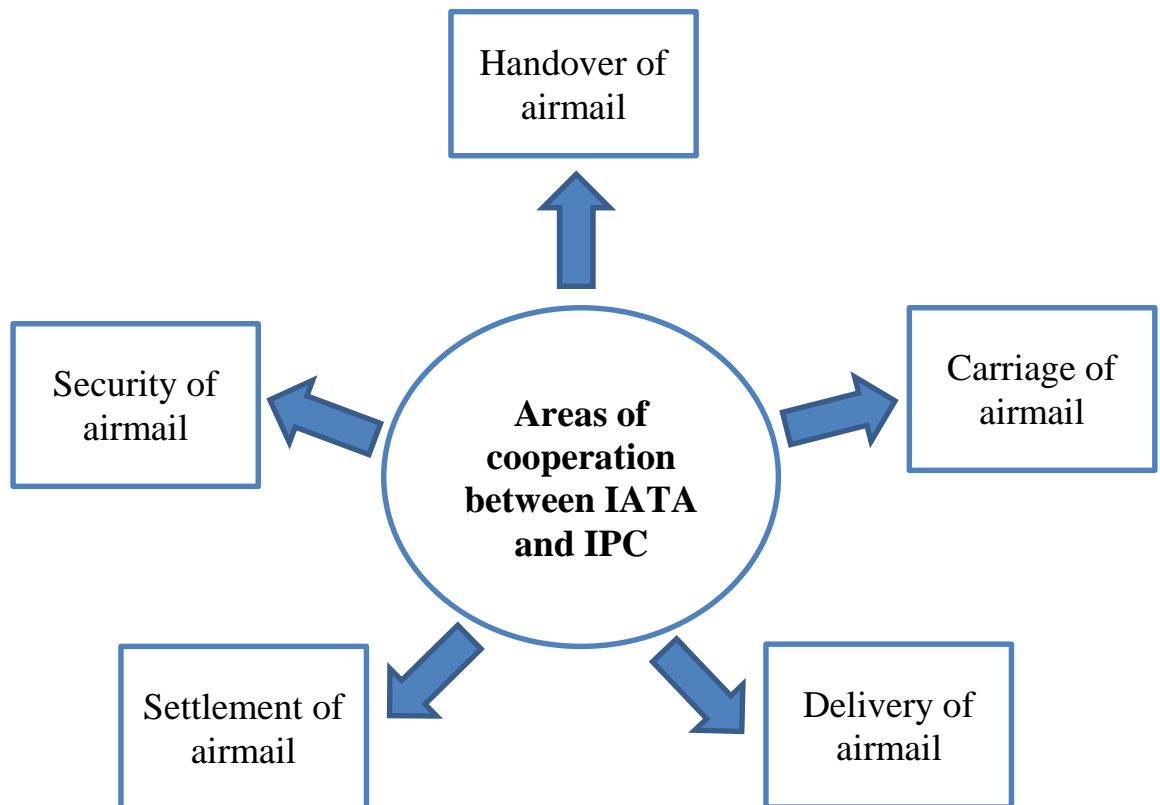 Handover of
airmail
Security of
airmail
Areas of
cooperation
between IATA
and IPC
Carriage of
airmail
Settlement of
airmail
Delivery of
airmail